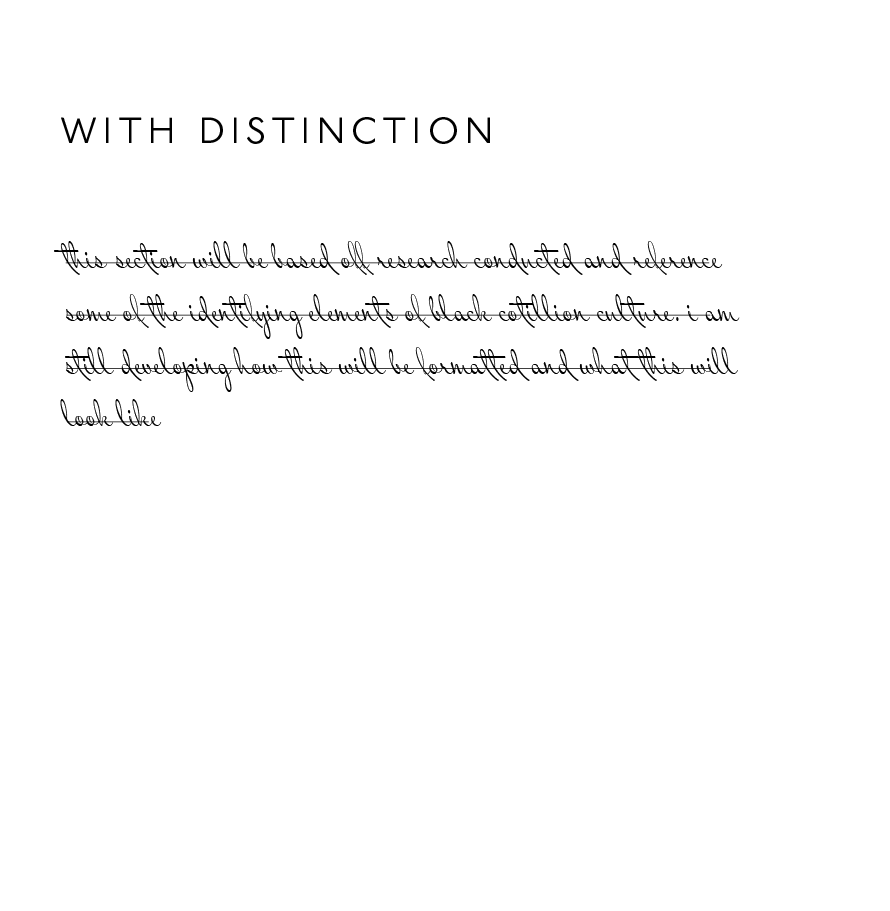 WITH DISTINCTION
this section will be based off research conducted and reference
some of the identifying elements of black cotillion culture. i am
still developing how this will be formatted and what this will
look like